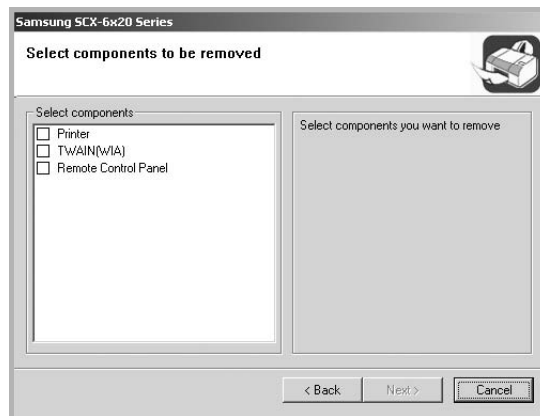 Samsung SCX-6x20 Series
Select components to be removed
Select components
Printer
TWAIN(WIA)
Remote Control Panel
Select components you want to remove
< Back
Next >
Cancel